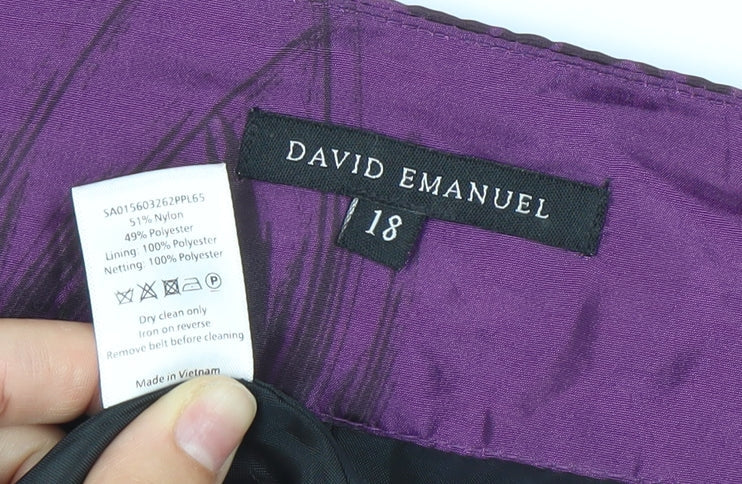 DAVID EMANUEL
18
SA015603262PPL65
51% Nylon
49% Polyester
Lining: 100% Polyester
Netting: 100% Polyester
P
Dry clean only
Iron on reverse
Remove belt before cleaning
Made in Vietnam